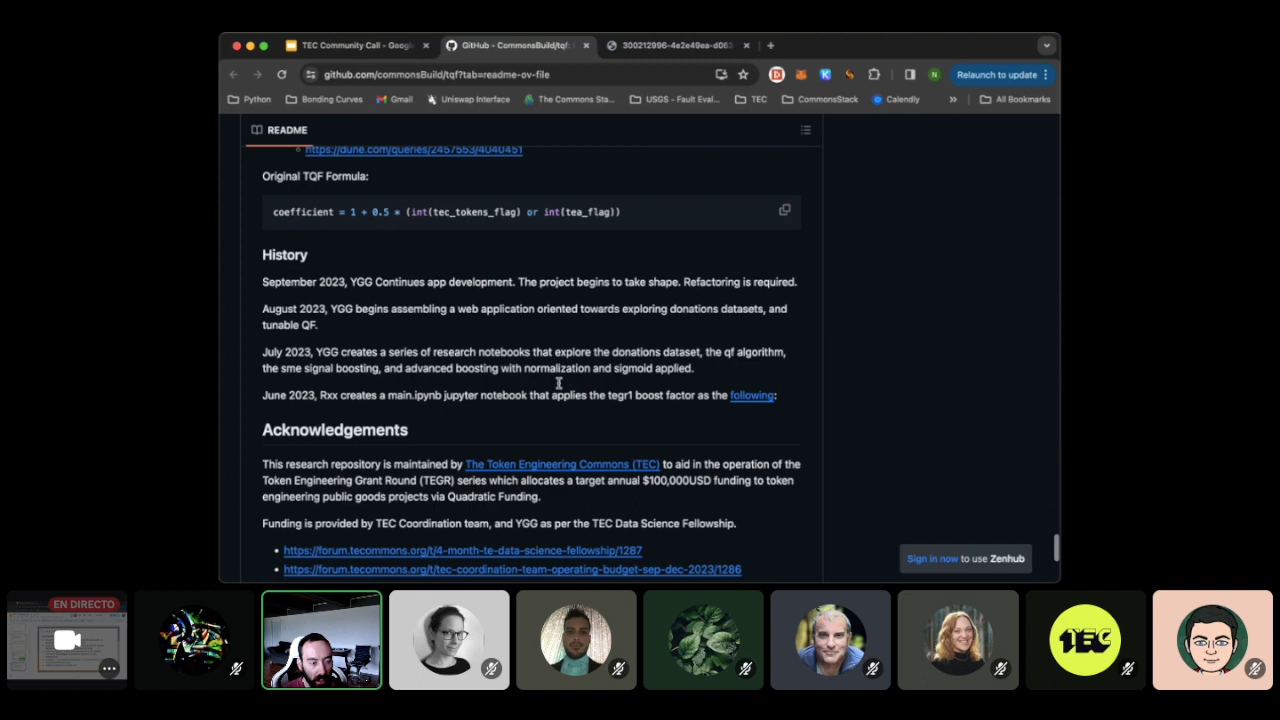 TEC Community Call - Googl
GitHub - CommonsBuild/tqf:
300212996-4e2e49ea-d063
github.com/commonsBuild/tqf?tab=readme-ov-file
N
Relaunch to update
Python
Bonding Curves
Gmail
Uniswap Interface
The Commons Sta...
USGS - Fault Eval...
TEC
CommonsStack
Calendly
»
All Bookmarks
README
https://dune.com/queries/2457553/4040451
Original TQF Formula:
coefficient = 1 + 0.5 * (int(tec_tokens_flag) or int(tea_flag))
History
September 2023, YGG Continues app development. The project begins to take shape. Refactoring is required.
August 2023, YGG begins assembling a web application oriented towards exploring donations datasets, and
tunable QF.
July 2023, YGG creates a series of research notebooks that explore the donations dataset, the qf algorithm,
the sme signal boosting, and advanced boosting with normalization and sigmoid applied.
June 2023, Rxx creates a main.ipynb jupyter notebook that applies the tegr1 boost factor as the following:
Acknowledgements
This research repository is maintained by The Token Engineering Commons (TEC) to aid in the operation of the
Token Engineering Grant Round (TEGR) series which allocates a target annual $100,000USD funding to token
engineering public goods projects via Quadratic Funding.
Funding is provided by TEC Coordination team, and YGG as per the TEC Data Science Fellowship.
https://forum.tecommons.org/t/4-month-te-data-science-fellowship/1287
https://forum.tecommons.org/t/tec-coordination-team-operating-budget-sep-dec-2023/1286
Sign in now to use Zenhub
EN DIRECTO
TEC